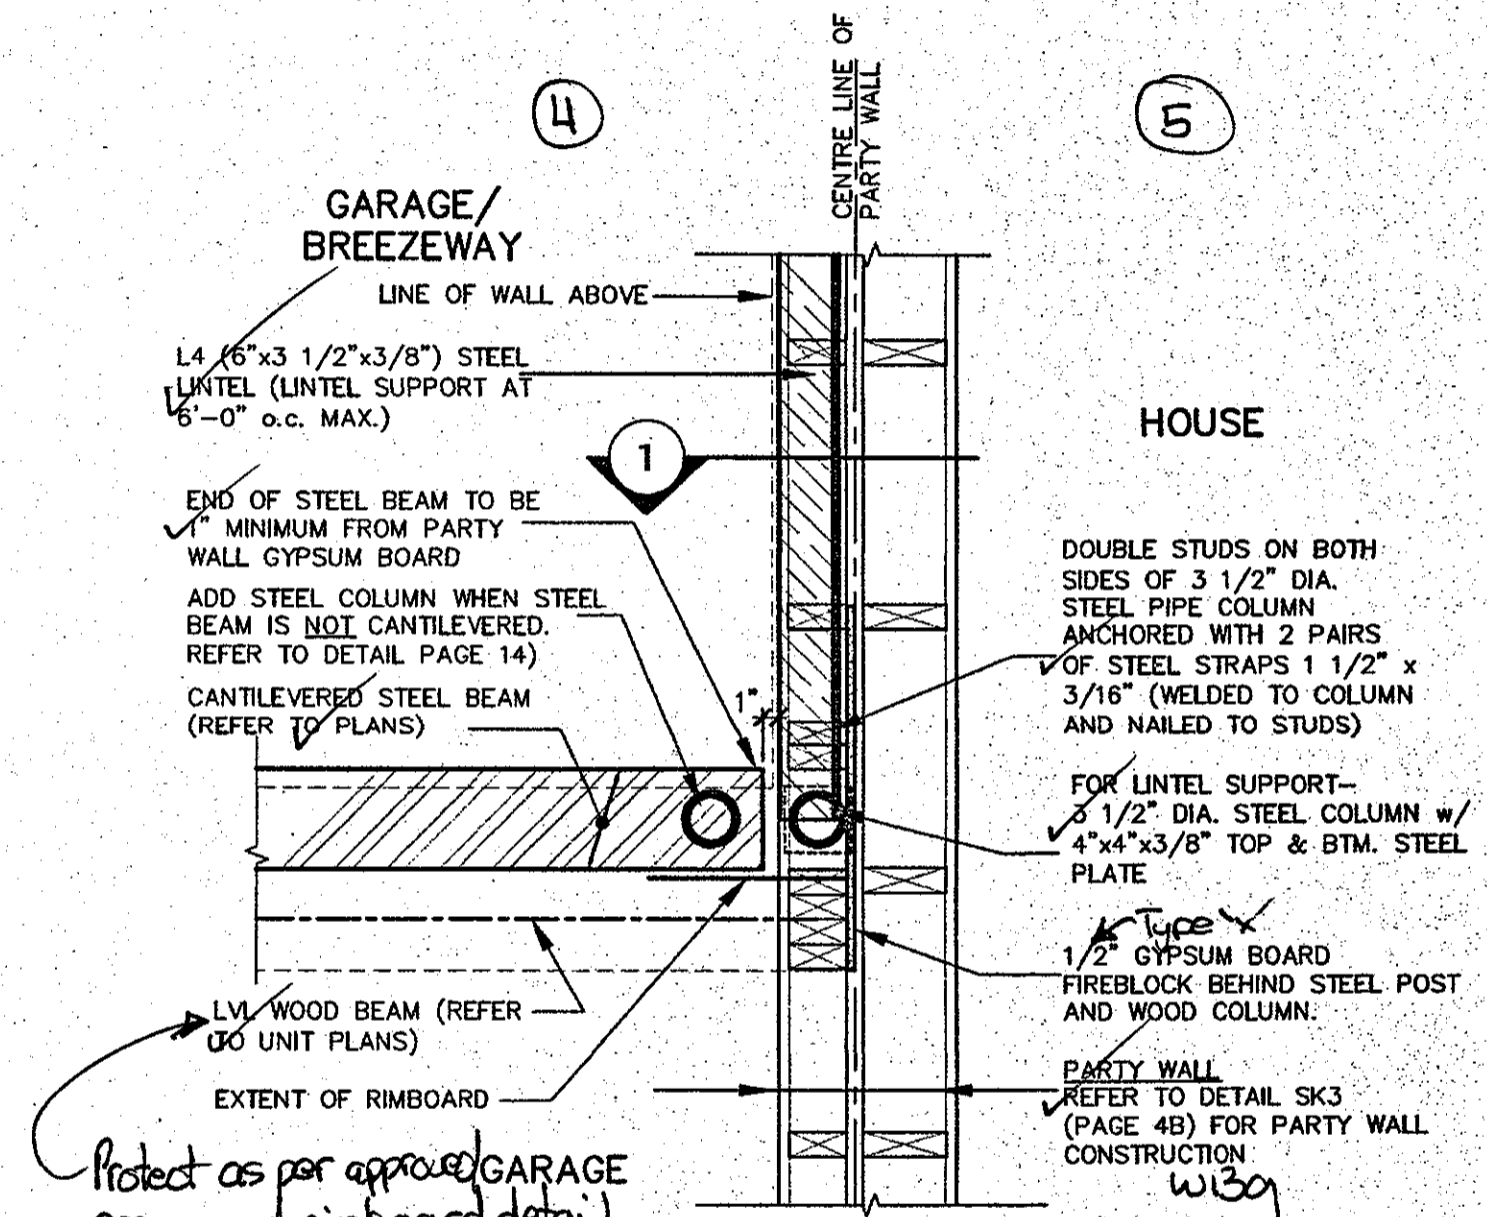 4
5
CENTRE LINE OF
PARTY WALL
GARAGE/
BREEZEWAY
LINE OF WALL ABOVE
L4 (6"x3 1/2"x3/8") STEEL
LINTEL (LINTEL SUPPORT AT
6'-0" o.c. MAX.)
1
HOUSE
END OF STEEL BEAM TO BE
1" MINIMUM FROM PARTY
WALL GYPSUM BOARD
ADD STEEL COLUMN WHEN STEEL
BEAM IS NOT CANTILEVERED.
REFER TO DETAIL PAGE 14)
CANTILEVERED STEEL BEAM
(REFER TO PLANS)
1"
DOUBLE STUDS ON BOTH
SIDES OF 3 1/2" DIA.
STEEL PIPE COLUMN
ANCHORED WITH 2 PAIRS
OF STEEL STRAPS 1 1/2" x
3/16" (WELDED TO COLUMN
AND NAILED TO STUDS)
FOR LINTEL SUPPORT-
3 1/2" DIA. STEEL COLUMN w/
4"x4"x3/8" TOP & BTM. STEEL
PLATE
Type X
1/2" GYPSUM BOARD
FIREBLOCK BEHIND STEEL POST
AND WOOD COLUMN.
LVL WOOD BEAM (REFER
TO UNIT PLANS)
EXTENT OF RIMBOARD
PARTY WALL
REFER TO DETAIL SK3
(PAGE 4B) FOR PARTY WALL
CONSTRUCTION
W13g
Protect as per approved GARAGE
rimboard detail